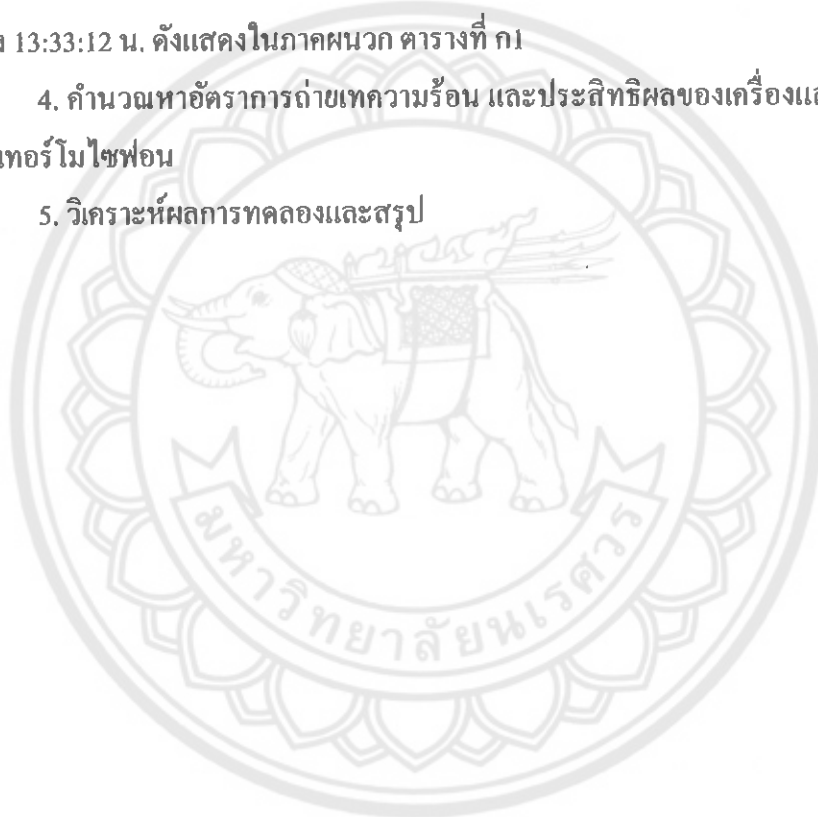 13:33:12 น. ดังแสดงในภาคผนวก ตารางที่ ก1
4. คำนวณหาอัตราการถ่ายเทความร้อน และประสิทธิผลของเครื่องแล
ทอร์โมไซฟอน
5. วิเคราะห์ผลการทดลองและสรุป
มหาวิทยาลัยนเรศวร